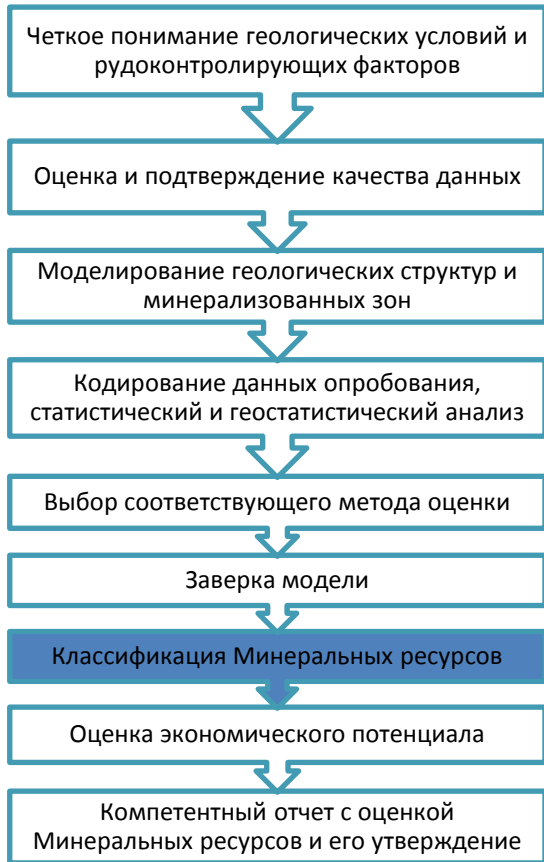 Четкое понимание геологических условий и
рудоконтролирующих факторов
Оценка и подтверждение качества данных
Моделирование геологических структур и
минерализованных зон
Кодирование данных опробования,
статистический и геостатистический анализ
Выбор соответствующего метода оценки
Заверка модели
Классификация Минеральных ресурсов
Оценка экономического потенциала
Компетентный отчет с оценкой
Минеральных ресурсов и его утверждение